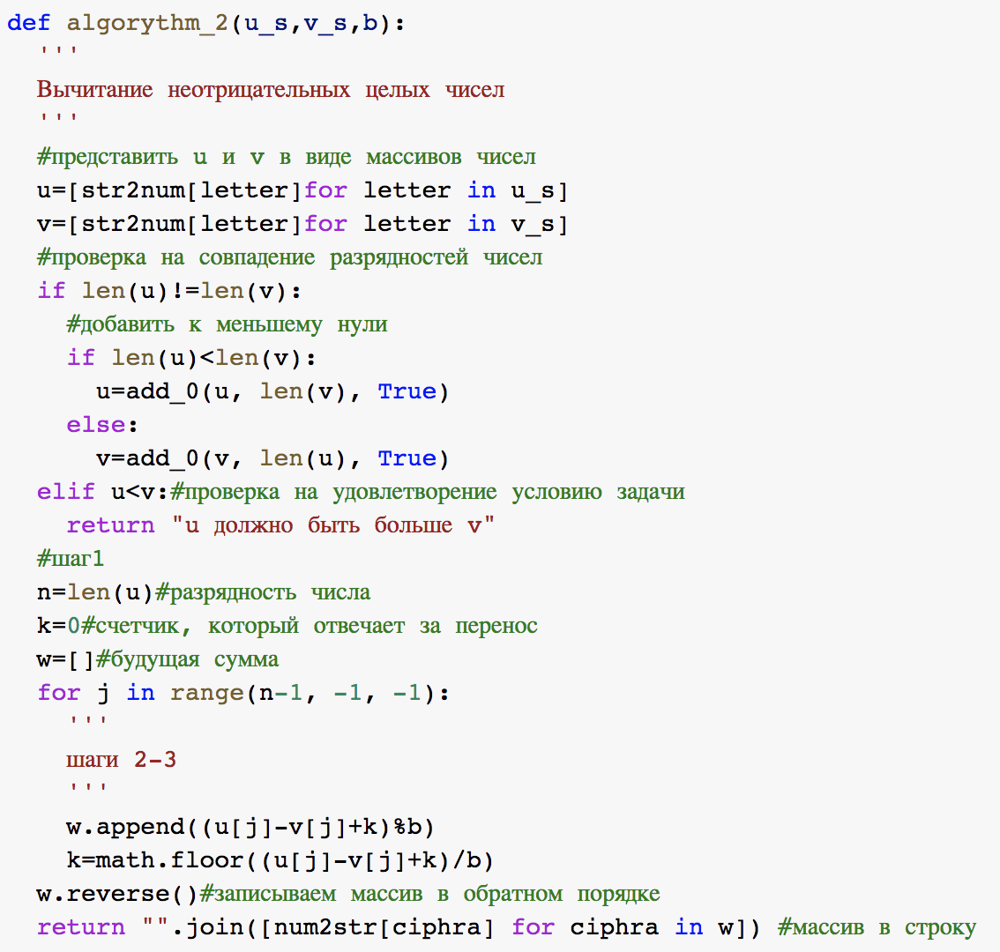 def algorythm_2(u_s,v_s,b):
  '''
  Вычитание неотрицательных целых чисел
  '''
  #представить u и v в виде массивов чисел
  u=[str2num[letter]for letter in u_s]
  v=[str2num[letter]for letter in v_s]
  #проверка на совпадение разрядностей чисел
  if len(u)!=len(v):
    #добавить к меньшему нули
    if len(u)<len(v):
      u=add_0(u, len(v), True)
    else:
      v=add_0(v, len(u), True)
  elif u<v:#проверка на удовлетворение условию задачи
    return "u должно быть больше v"
  #шаг1
  n=len(u)#разрядность числа
  k=0#счетчик, который отвечает за перенос
  w=[]#будущая сумма
  for j in range(n-1, -1, -1):
    '''
    шаги 2-3
    '''
    w.append((u[j]-v[j]+k)%b)
    k=math.floor((u[j]-v[j]+k)/b)
  w.reverse()#записываем массив в обратном порядке
  return "".join([num2str[ciphra] for ciphra in w]) #массив в строку